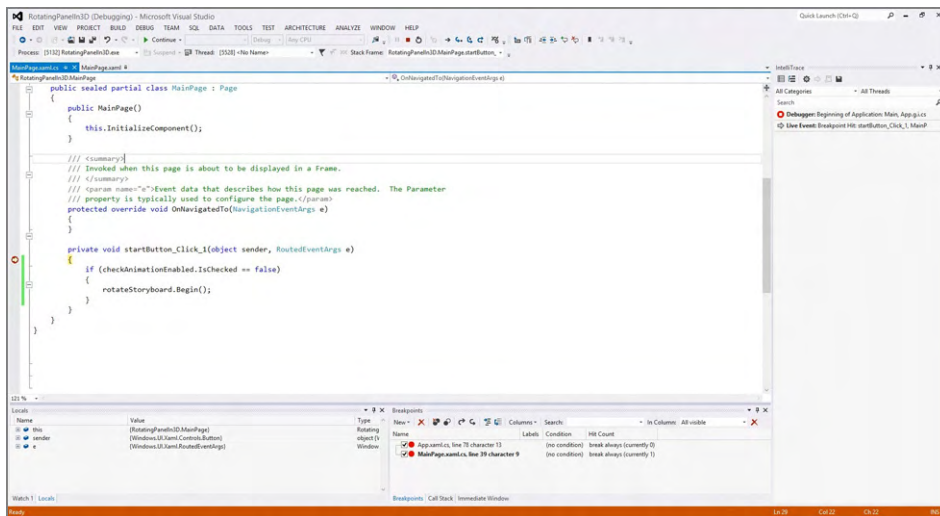 RotatingPanelIn3D (Debugging) - Microsoft Visual Studio
Quick Launch (Ctrl+Q)
FILE EDIT VIEW PROJECT BUILD DEBUG TEAM SQL DATA TOOLS TEST ARCHITECTURE ANALYZE WINDOW HELP
Continue Debug Any CPU
Process: [5132] RotatingPanelIn3D.exe Suspend Thread: [5528] <No Name> Stack Frame: RotatingPanelIn3D.MainPage.startButton_
MainPage.xaml.cs MainPage.xaml
RotatingPanelIn3D.MainPage
OnNavigatedTo(NavigationEventArgs e)
public sealed partial class MainPage : Page
{
public MainPage()
{
this.InitializeComponent();
}
/// <summary>
/// Invoked when this page is about to be displayed in a Frame.
/// </summary>
/// <param name="e">Event data that describes how this page was reached.  The Parameter
/// property is typically used to configure the page.</param>
protected override void OnNavigatedTo(NavigationEventArgs e)
{
}
private void startButton_Click_1(object sender, RoutedEventArgs e)
{
if (checkAnimationEnabled.IsChecked == false)
{
rotateStoryboard.Begin();
}
}
}
}
121 %
IntelliTrace
All Categories All Threads
Search
Debugger: Beginning of Application: Main, App.g.i.cs
Live Event: Breakpoint Hit: startButton_Click_1, MainP
Locals
Name Value Type
this {RotatingPanelIn3D.MainPage} Rotating
sender {Windows.UI.Xaml.Controls.Button} object {W
e {Windows.UI.Xaml.RoutedEventArgs} Window
Watch 1 Locals
Breakpoints
New Columns Search: In Column: All visible
Name Labels Condition Hit Count
App.xaml.cs, line 78 character 13 (no condition) break always (currently 0)
MainPage.xaml.cs, line 39 character 9 (no condition) break always (currently 1)
Breakpoints Call Stack Immediate Window
Ready
Ln 29 Col 22 Ch 22 INS